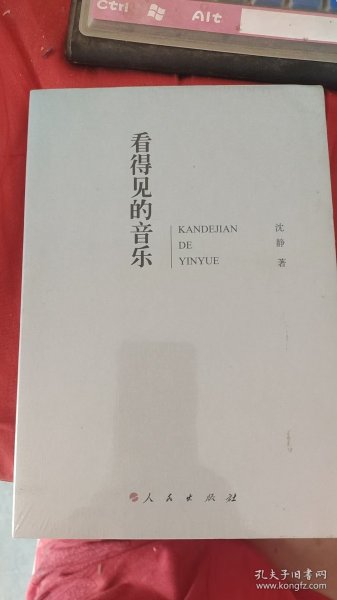 Ctrl
Alt
看得见的音乐
KANDEJIAN
DE
YINYUE
沈静 著
人民出版社
孔夫子旧书网
www.kongfz.com